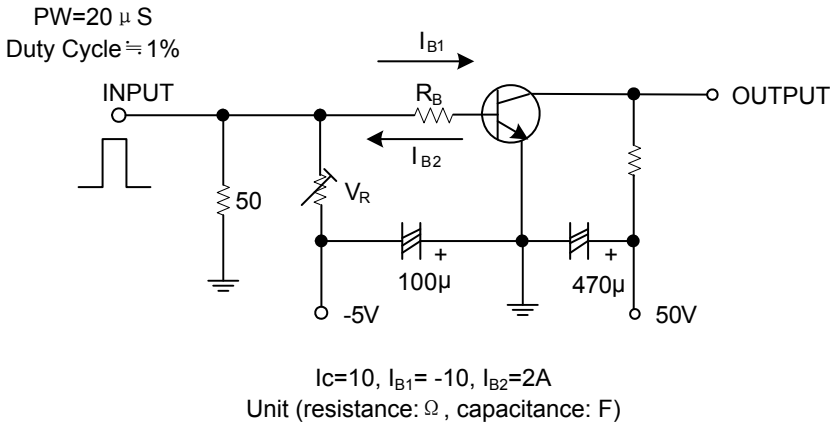 PW=20 μ S
Duty Cycle≒1%
INPUT
I_B1
R_B
OUTPUT
I_B2
50
V_R
+
100μ
+
470μ
-5V
50V
Ic=10, I_B1= -10, I_B2=2A
Unit (resistance: Ω , capacitance: F)